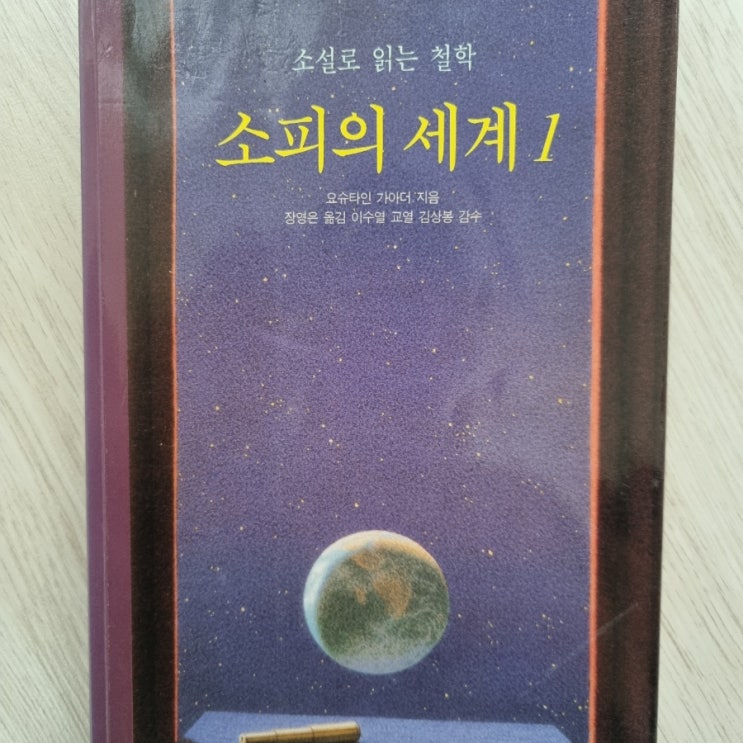 소설로 읽는 철학
소피의 세계 1
요슈타인 가아더 지음
장영은 옮김 이수열 교열 김상봉 감수